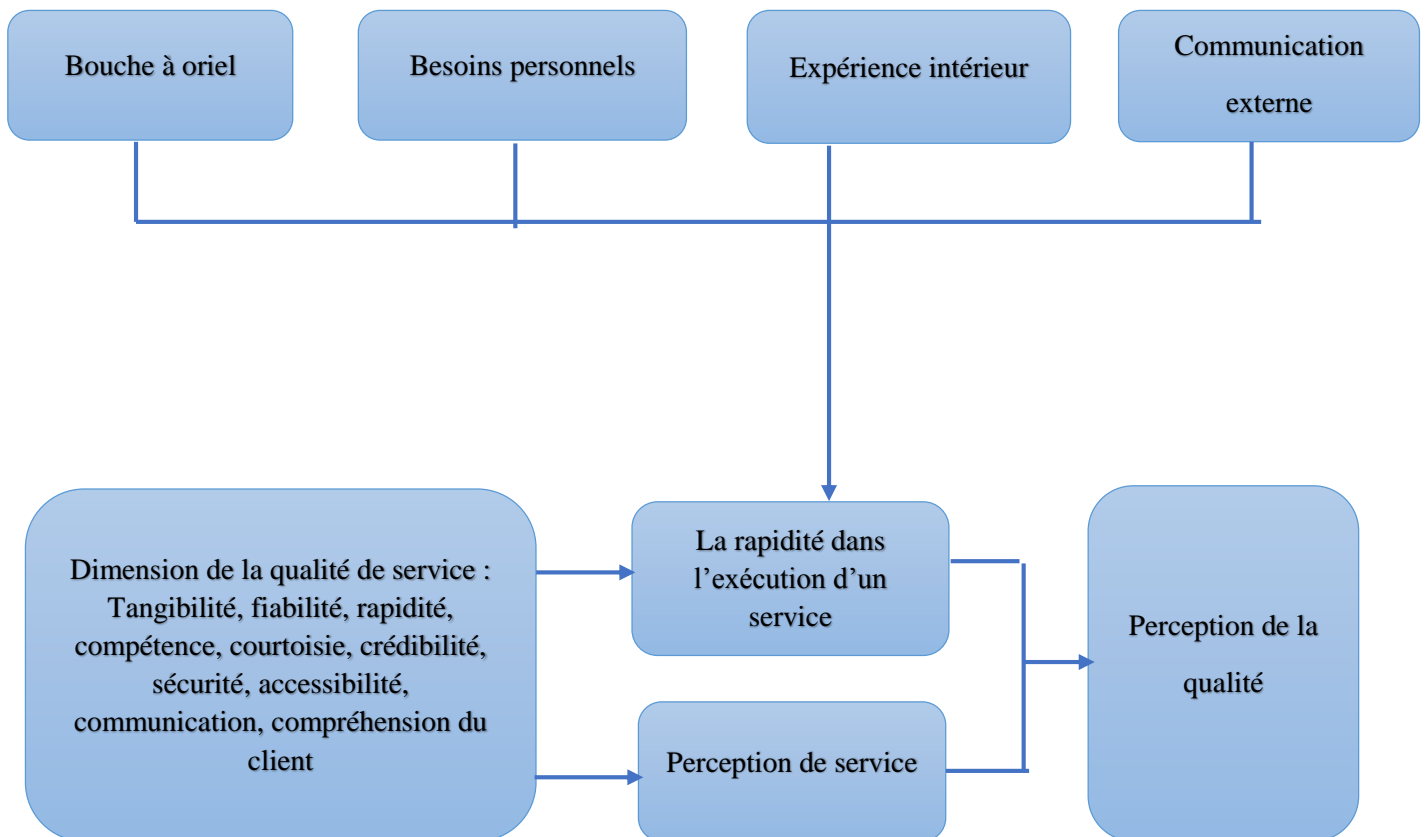 Bouche à oriel
Besoins personnels
Expérience intérieur
Communication
externe
Dimension de la qualité de service :
Tangibilité, fiabilité, rapidité,
compétence, courtoisie, crédibilité,
sécurité, accessibilité,
communication, compréhension du
client
La rapidité dans
l’exécution d’un
service
Perception de service
Perception de la
qualité